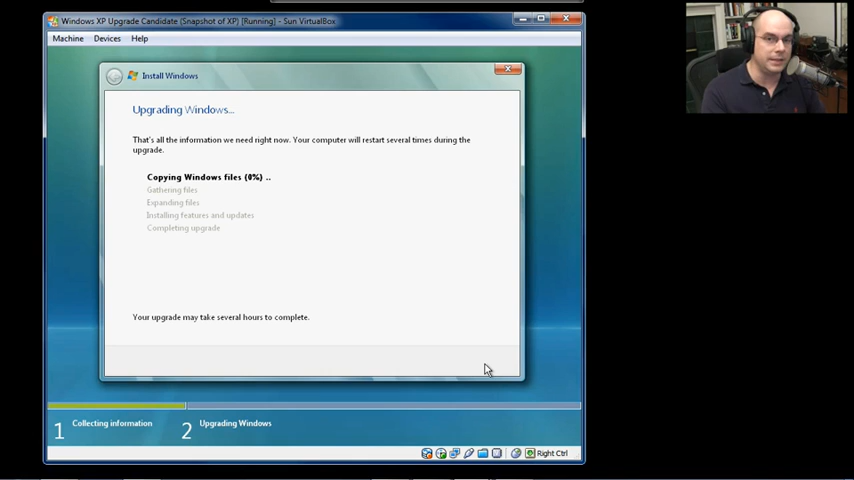 Windows XP Upgrade Candidate (Snapshot of XP) [Running] - Sun VirtualBox
Machine Devices Help
Install Windows
Upgrading Windows...
That's all the information we need right now. Your computer will restart several times during the
upgrade.
Copying Windows files (0%) ..
Gathering files
Expanding files
Installing features and updates
Completing upgrade
Your upgrade may take several hours to complete.
1 Collecting information 2 Upgrading Windows
Right Ctrl